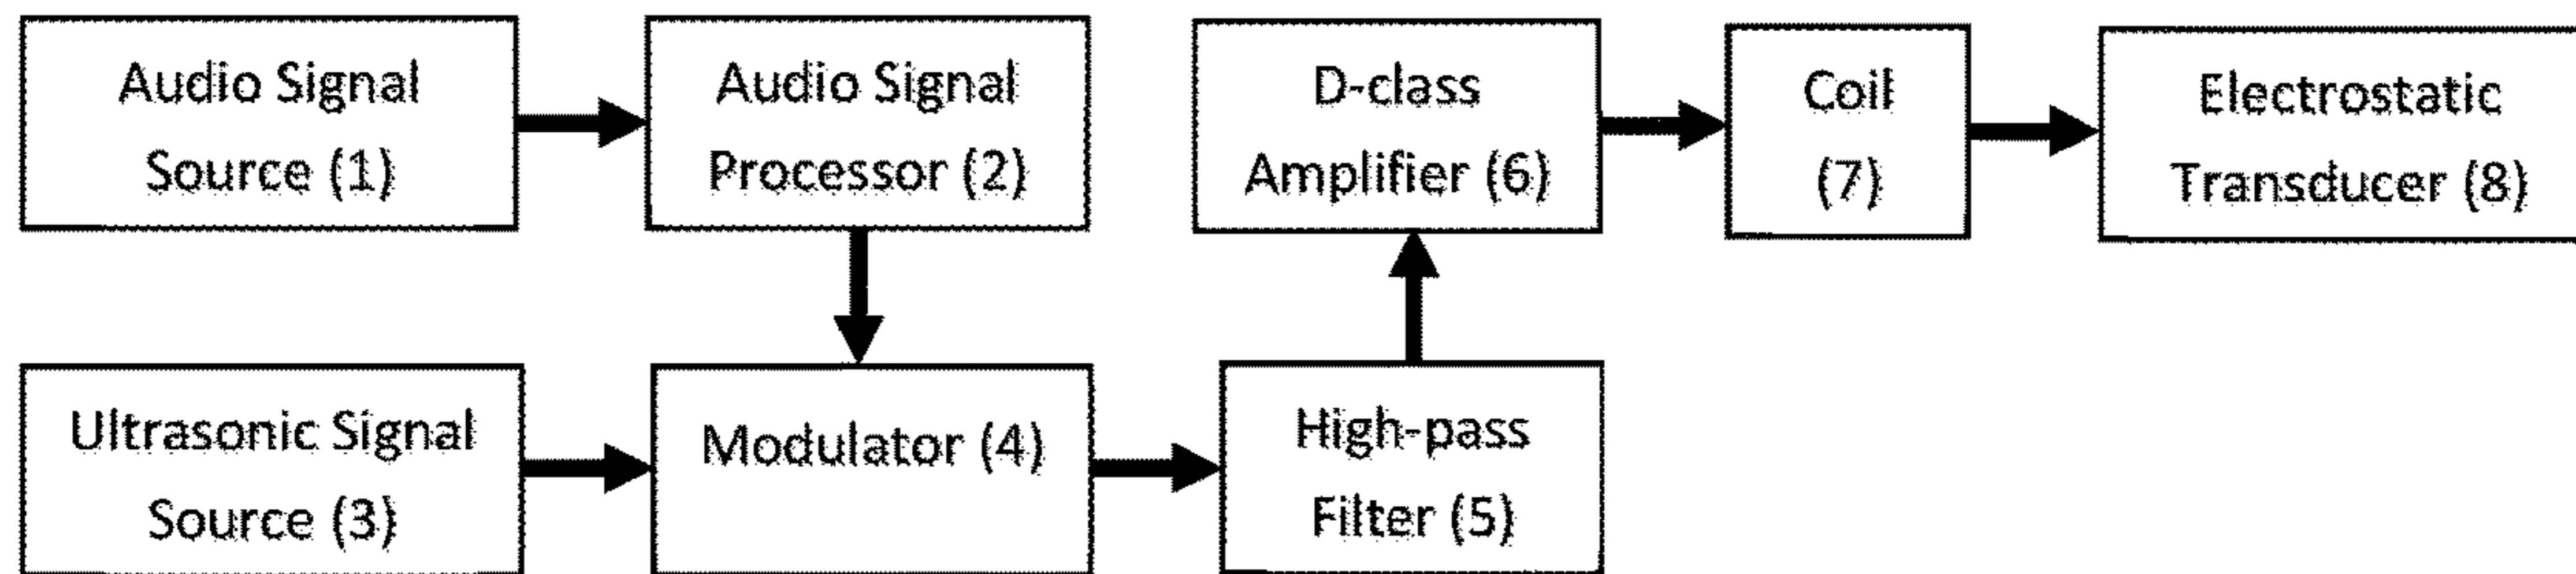 Audio Signal
Source (1)
Audio Signal
Processor (2)
D-class
Amplifier (6)
Coil
(7)
Electrostatic
Transducer (8)
Ultrasonic Signal
Source (3)
Modulator (4)
High-pass
Filter (5)